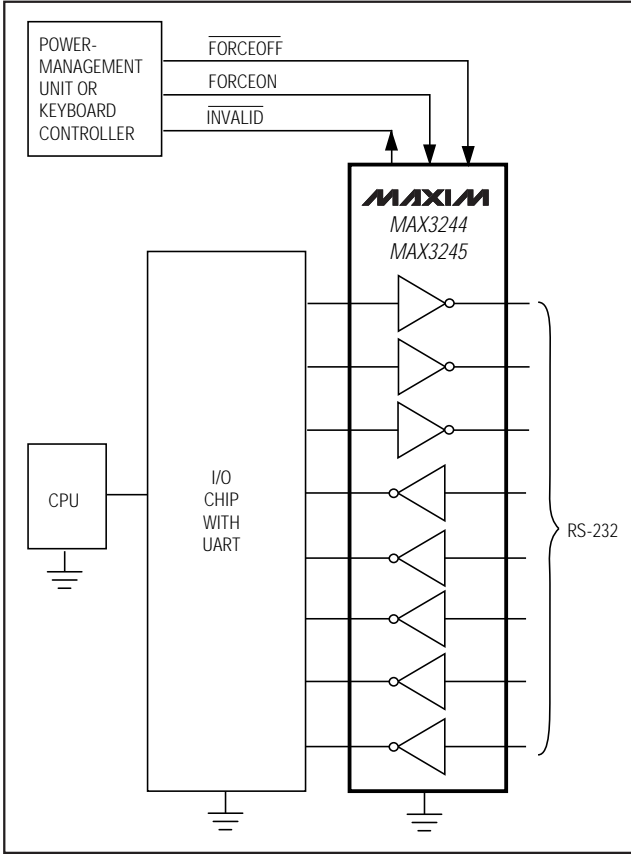 POWER-
MANAGEMENT
UNIT OR
KEYBOARD
CONTROLLER
FORCEOFF
FORCEON
INVALID
MAXIM
MAX3244
MAX3245
CPU
I/O
CHIP
WITH
UART
RS-232